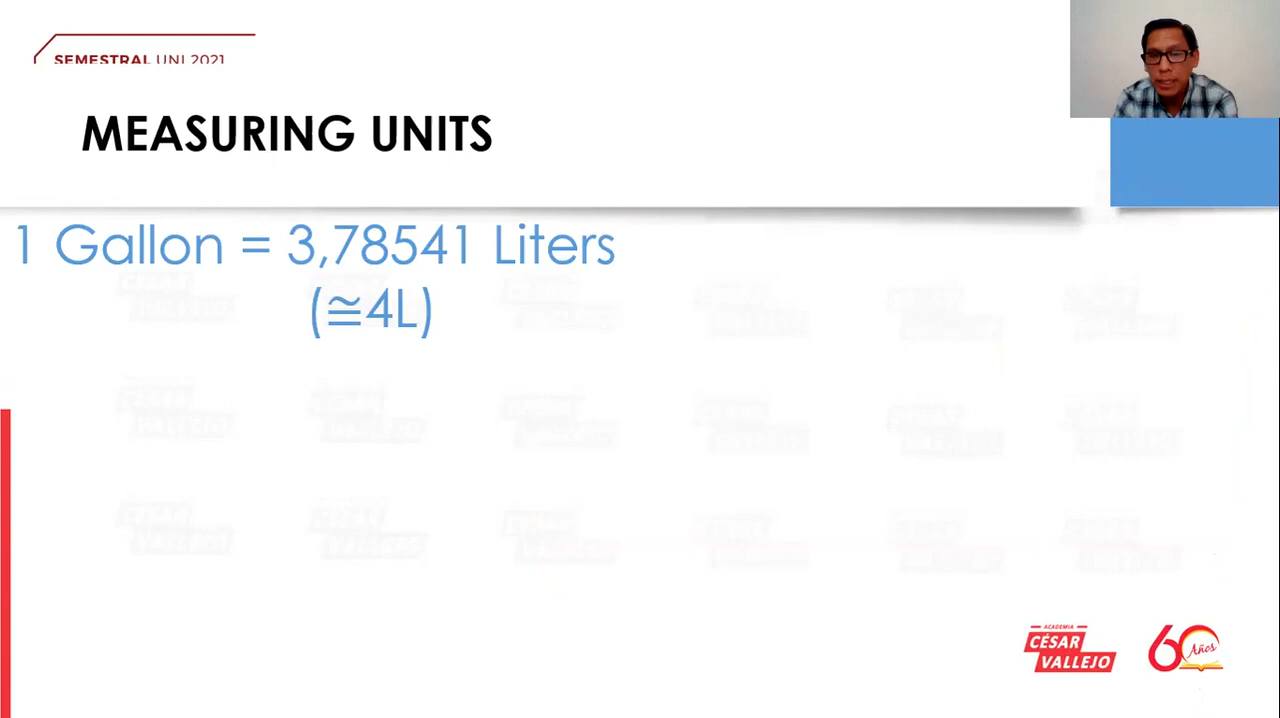 SEMESTRAL UNI 2021
MEASURING UNITS
1 Gallon = 3,78541 Liters
(≅4L)
ACADEMIA
CÉSAR
VALLEJO
60
Años